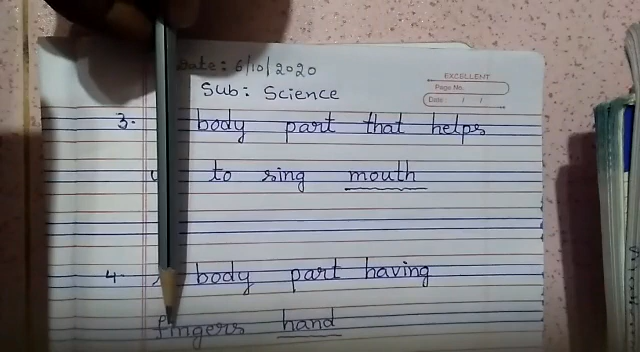 Date: 6/10/2020
Sub: Science
EXCELLENT
Page No.
Date / /
3. body part that helps
to sing mouth
4. body part having
fingers hand